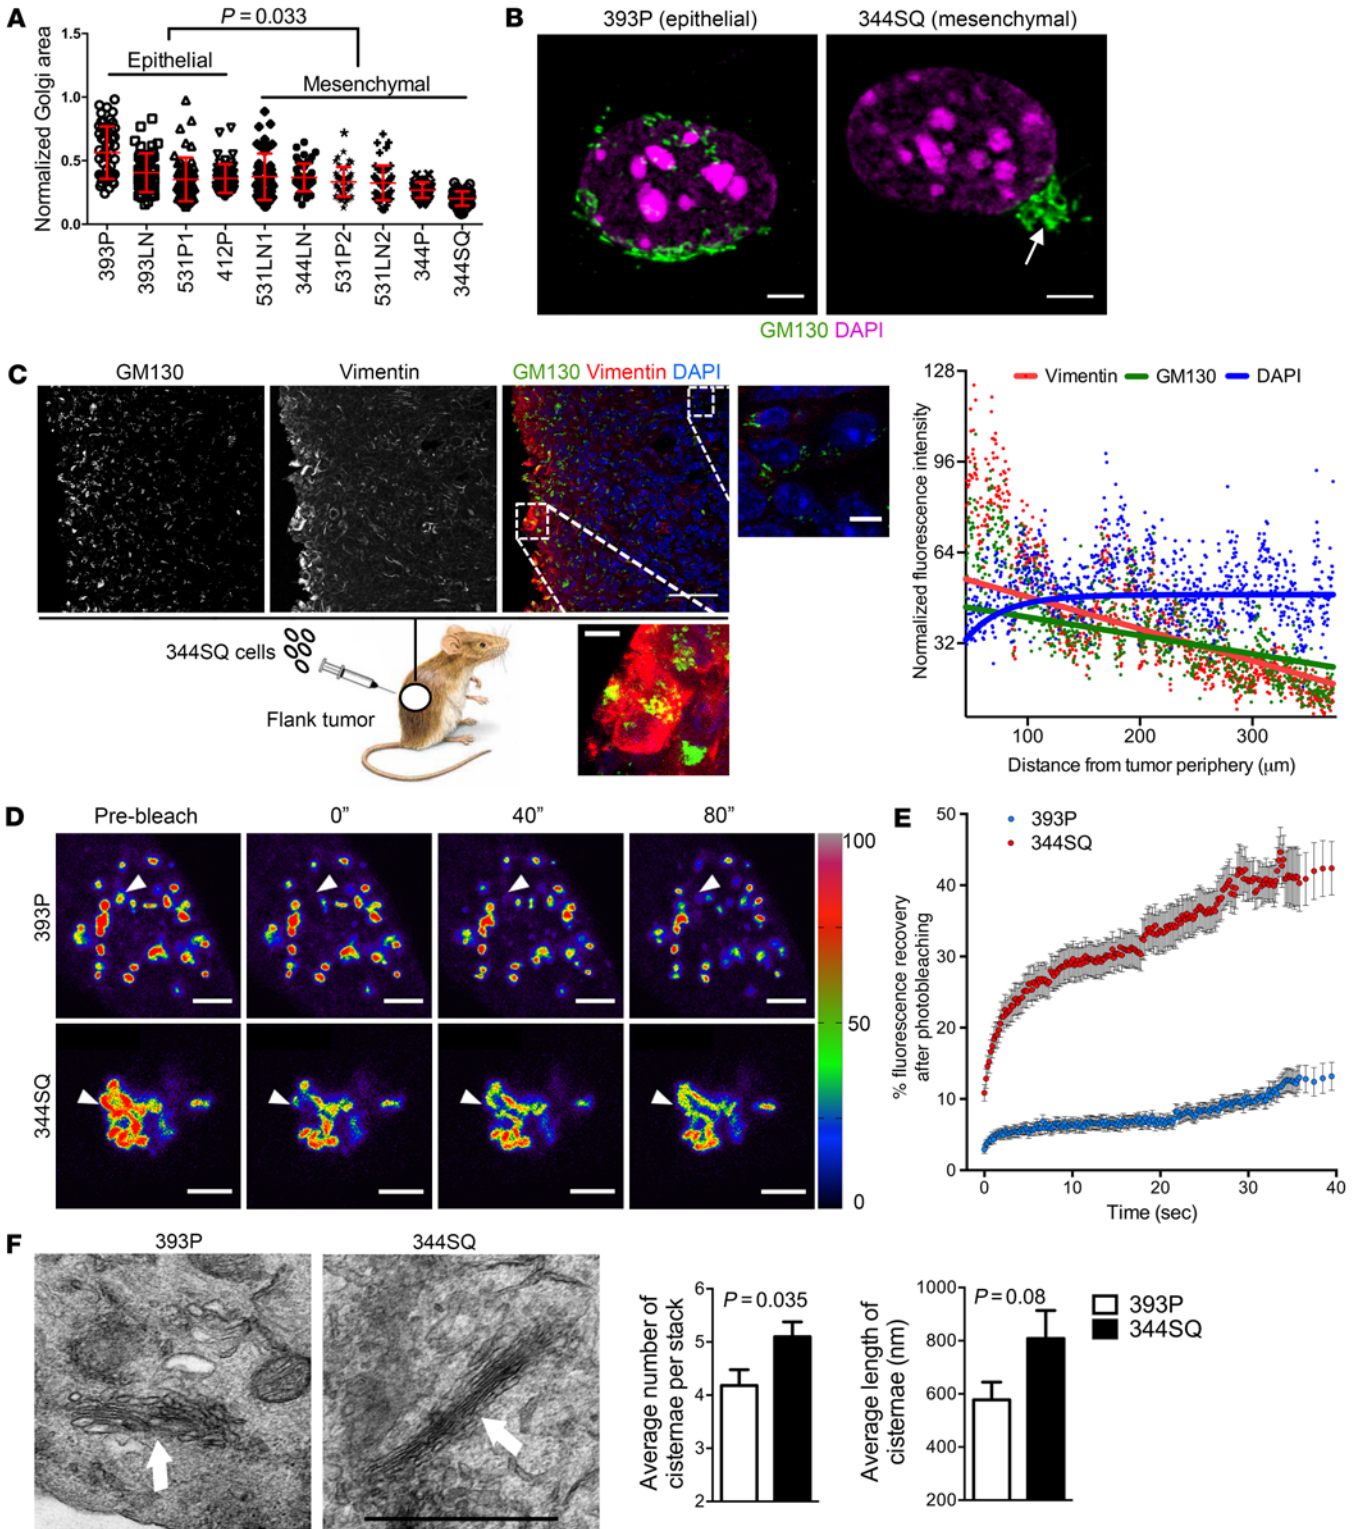 A
P = 0.033
Normalized Golgi area
1.5
1.0
0.5
0.0
Epithelial
Mesenchymal
393P
393LN
531P1
412P
531LN1
344LN
531P2
531LN2
344P
344SQ
B
393P (epithelial)
344SQ (mesenchymal)
GM130 DAPI
C
GM130
Vimentin
GM130 Vimentin DAPI
344SQ cells
Flank tumor
Normalized fluorescence intensity
128
96
64
32
Vimentin
GM130
DAPI
100
200
300
Distance from tumor periphery (μm)
D
Pre-bleach
0”
40”
80”
393P
344SQ
100
50
0
E
393P
344SQ
% fluorescence recovery
after photobleaching
50
40
30
20
10
0
0
10
20
30
40
Time (sec)
F
393P
344SQ
Average number of
cisternae per stack
6
5
4
3
2
P = 0.035
Average length of
cisternae (nm)
1000
800
600
400
200
P = 0.08
393P
344SQ